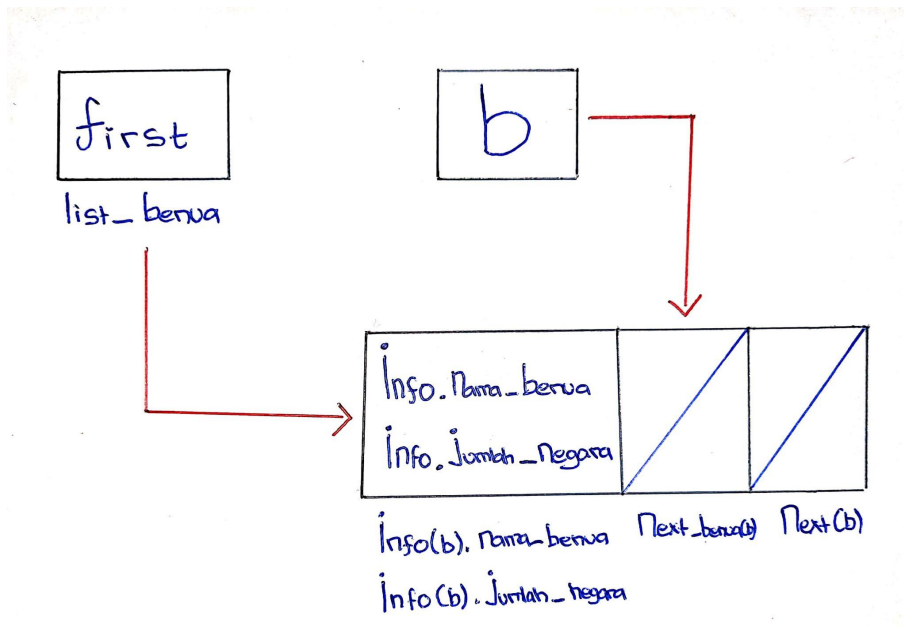 first
list_benua
b
Info.nama_benua
Info.jumlah_negara
Info(b).nama_benua
Next_benua(b)
Next(b)
Info(b).jumlah_negara